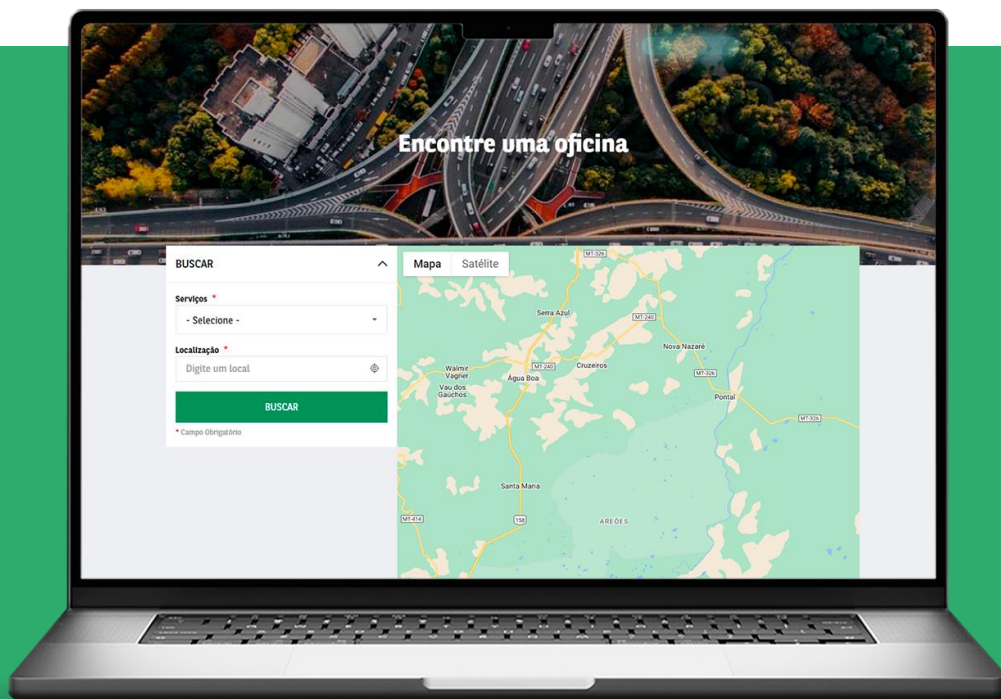 Encontre uma oficina
BUSCAR
Serviços *
- Selecione -
Localização *
Digite um local
BUSCAR
* Campo Obrigatório
Mapa
Satélite
MT-326
Serra Azul
MT-240
Nova Nazaré
Walmir
Vagner
MT-240
Cruzeiros
Água Boa
MT-326
Vau dos
Gaúchos
Pontal
MT-326
Santa Maria
MT-414
158
AREÕES